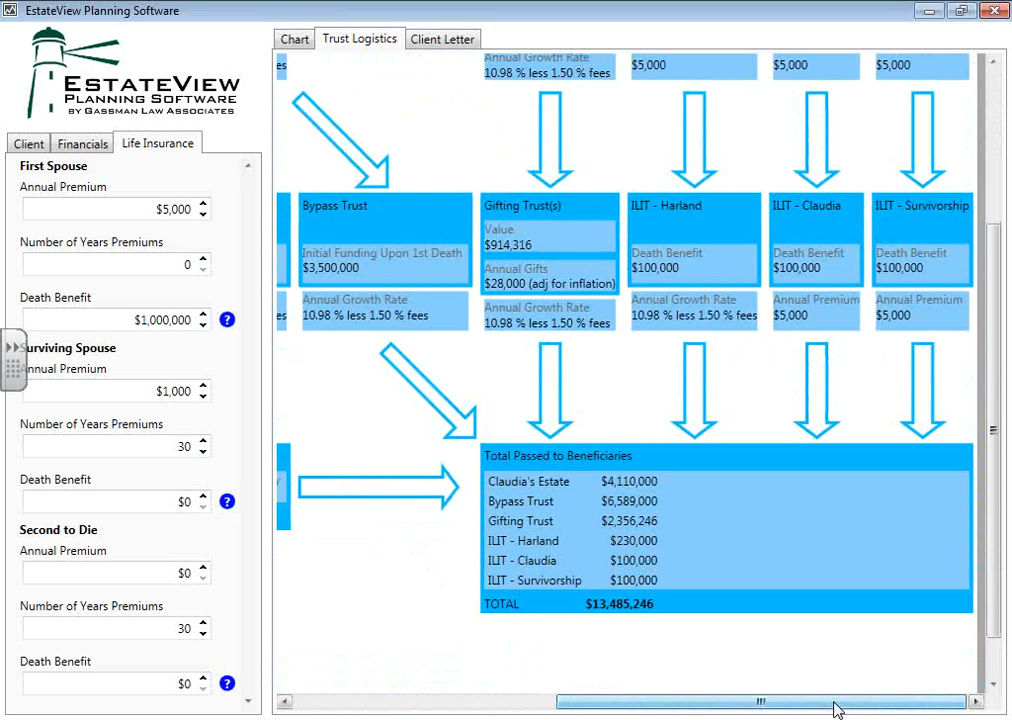 EstateView Planning Software
ESTATEVIEW
PLANNING SOFTWARE
BY GASSMAN LAW ASSOCIATES
Client Financials Life Insurance
First Spouse
Annual Premium
$5,000
Number of Years Premiums
0
Death Benefit
$1,000,000 ?
urviving Spouse
Annual Premium
$1,000
Number of Years Premiums
30
Death Benefit
$0 ?
Second to Die
Annual Premium
$0
Number of Years Premiums
30
Death Benefit
$0 ?
Chart Trust Logistics Client Letter
Annual Growth Rate
es 10.98 % less 1.50 % fees $5,000 $5,000 $5,000
Bypass Trust
Initial Funding Upon 1st Death
$3,500,000
Annual Growth Rate
10.98 % less 1.50 % fees
Gifting Trust(s)
Value
$914,316
Annual Gifts
$28,000 (adj for inflation)
Annual Growth Rate
10.98 % less 1.50 % fees
ILIT - Harland
Death Benefit
$100,000
Annual Growth Rate
10.98 % less 1.50 % fees
ILIT - Claudia
Death Benefit
$100,000
Annual Premium
$5,000
ILIT - Survivorship
Death Benefit
$100,000
Annual Premium
$5,000
es
Total Passed to Beneficiaries
Claudia's Estate $4,110,000
Bypass Trust $6,589,000
Gifting Trust $2,356,246
ILIT - Harland $230,000
ILIT - Claudia $100,000
ILIT - Survivorship $100,000
TOTAL $13,485,246